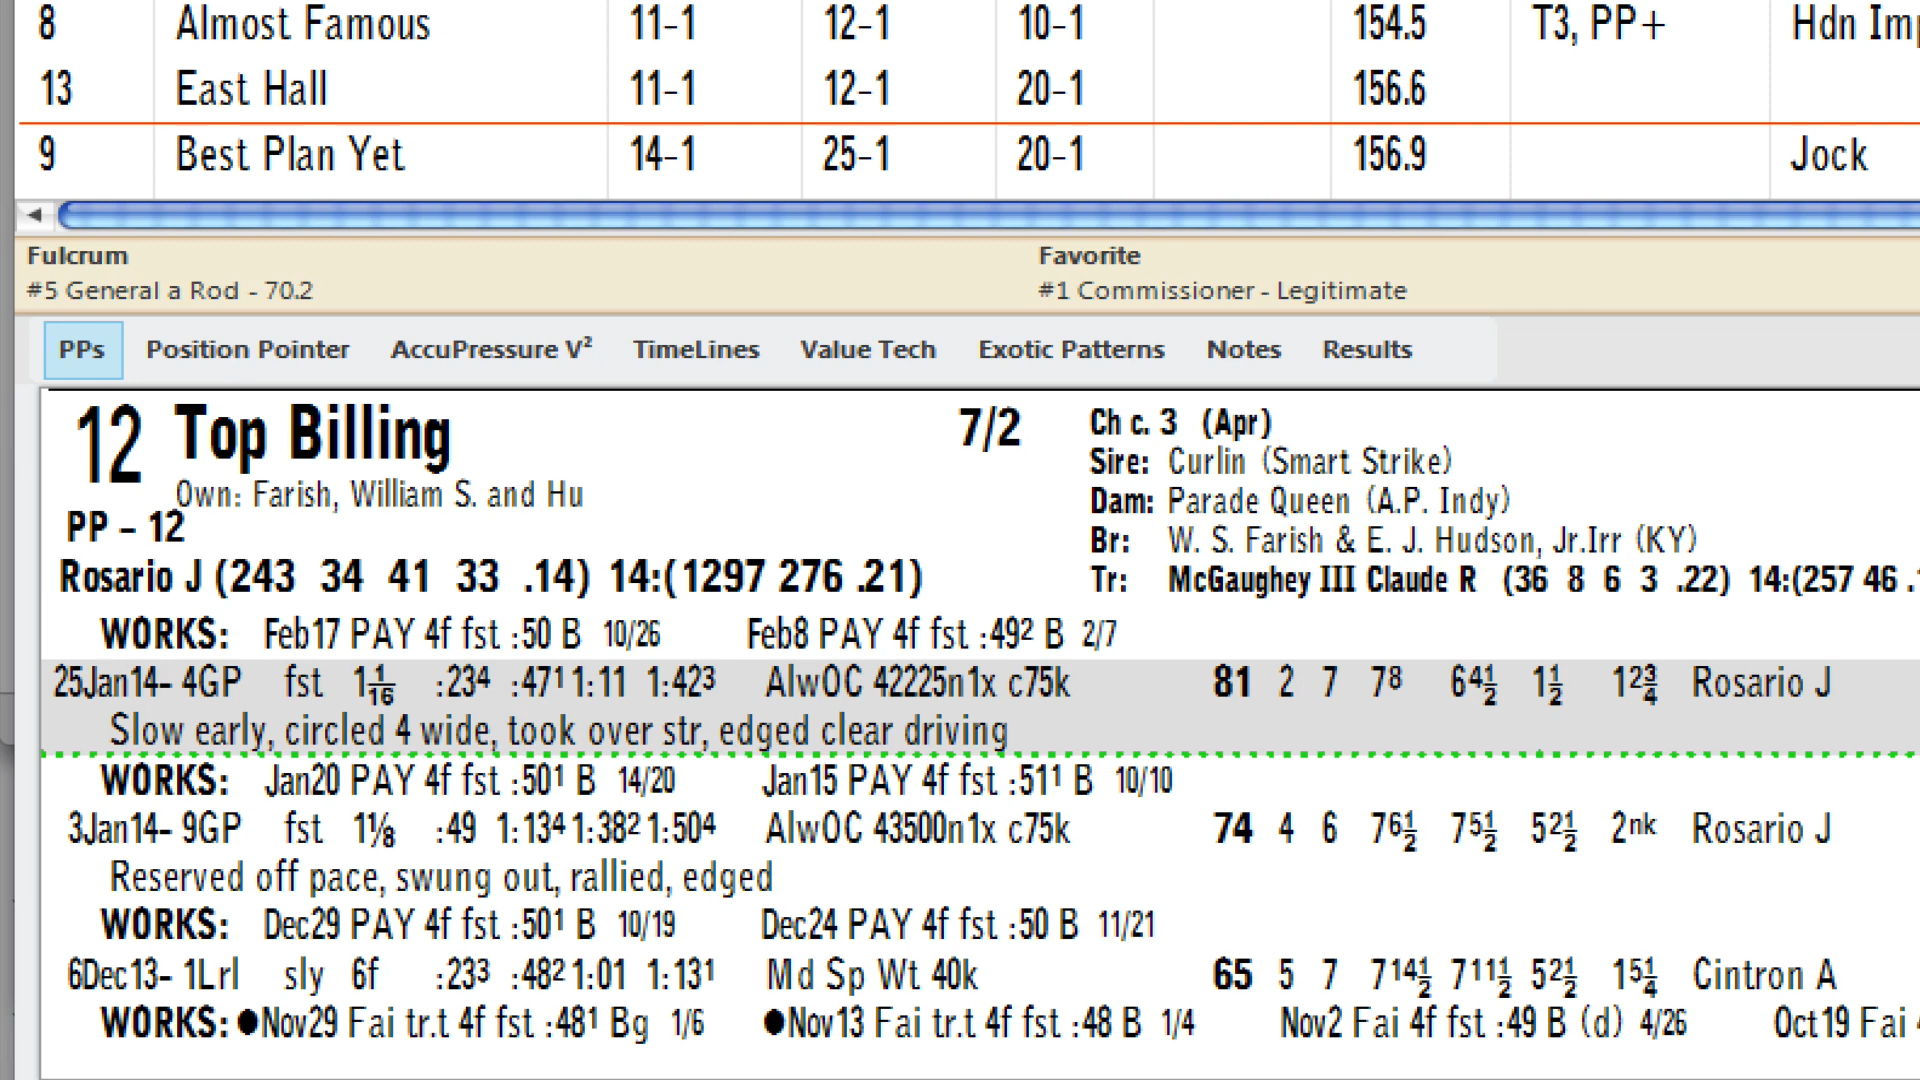 8 Almost Famous 11-1 12-1 10-1 154.5 T3, PP+ Hdn Imp
13 East Hall 11-1 12-1 20-1 156.6
9 Best Plan Yet 14-1 25-1 20-1 156.9 Jock
Fulcrum Favorite
#5 General a Rod - 70.2 #1 Commissioner - Legitimate
PPs Position Pointer AccuPressure V² TimeLines Value Tech Exotic Patterns Notes Results
12 Top Billing 7/2 Ch c. 3 (Apr)
Sire: Curlin (Smart Strike)
Own: Farish, William S. and Hu Dam: Parade Queen (A.P. Indy)
PP - 12 Br: W. S. Farish & E. J. Hudson, Jr.Irr (KY)
Rosario J (243 34 41 33 .14) 14:(1297 276 .21) Tr: McGaughey III Claude R (36 8 6 3 .22) 14:(257 46 .1
WORKS: Feb17 PAY 4f fst :50 B 10/26 Feb8 PAY 4f fst :49² B 2/7
25Jan14- 4GP fst 1 1/16 :23⁴ :47¹ 1:11 1:42³ AlwOC 42225n1x c75k 81 2 7 7⁸ 6⁴½ 1½ 1²¾ Rosario J
Slow early, circled 4 wide, took over str, edged clear driving
WORKS: Jan20 PAY 4f fst :50¹ B 14/20 Jan15 PAY 4f fst :51¹ B 10/10
3Jan14- 9GP fst 1⅛ :49 1:13⁴ 1:38² 1:50⁴ AlwOC 43500n1x c75k 74 4 6 7⁶½ 7⁵½ 5²½ 2ⁿᵏ Rosario J
Reserved off pace, swung out, rallied, edged
WORKS: Dec29 PAY 4f fst :50¹ B 10/19 Dec24 PAY 4f fst :50 B 11/21
6Dec13- 1Lrl sly 6f :23³ :48² 1:01 1:13¹ Md Sp Wt 40k 65 5 7 7¹⁴½ 7¹¹½ 5²½ 1⁵¼ Cintron A
WORKS: ●Nov29 Fai tr.t 4f fst :48¹ Bg 1/6 ●Nov13 Fai tr.t 4f fst :48 B 1/4 Nov2 Fai 4f fst :49 B (d) 4/26 Oct19 Fai 4